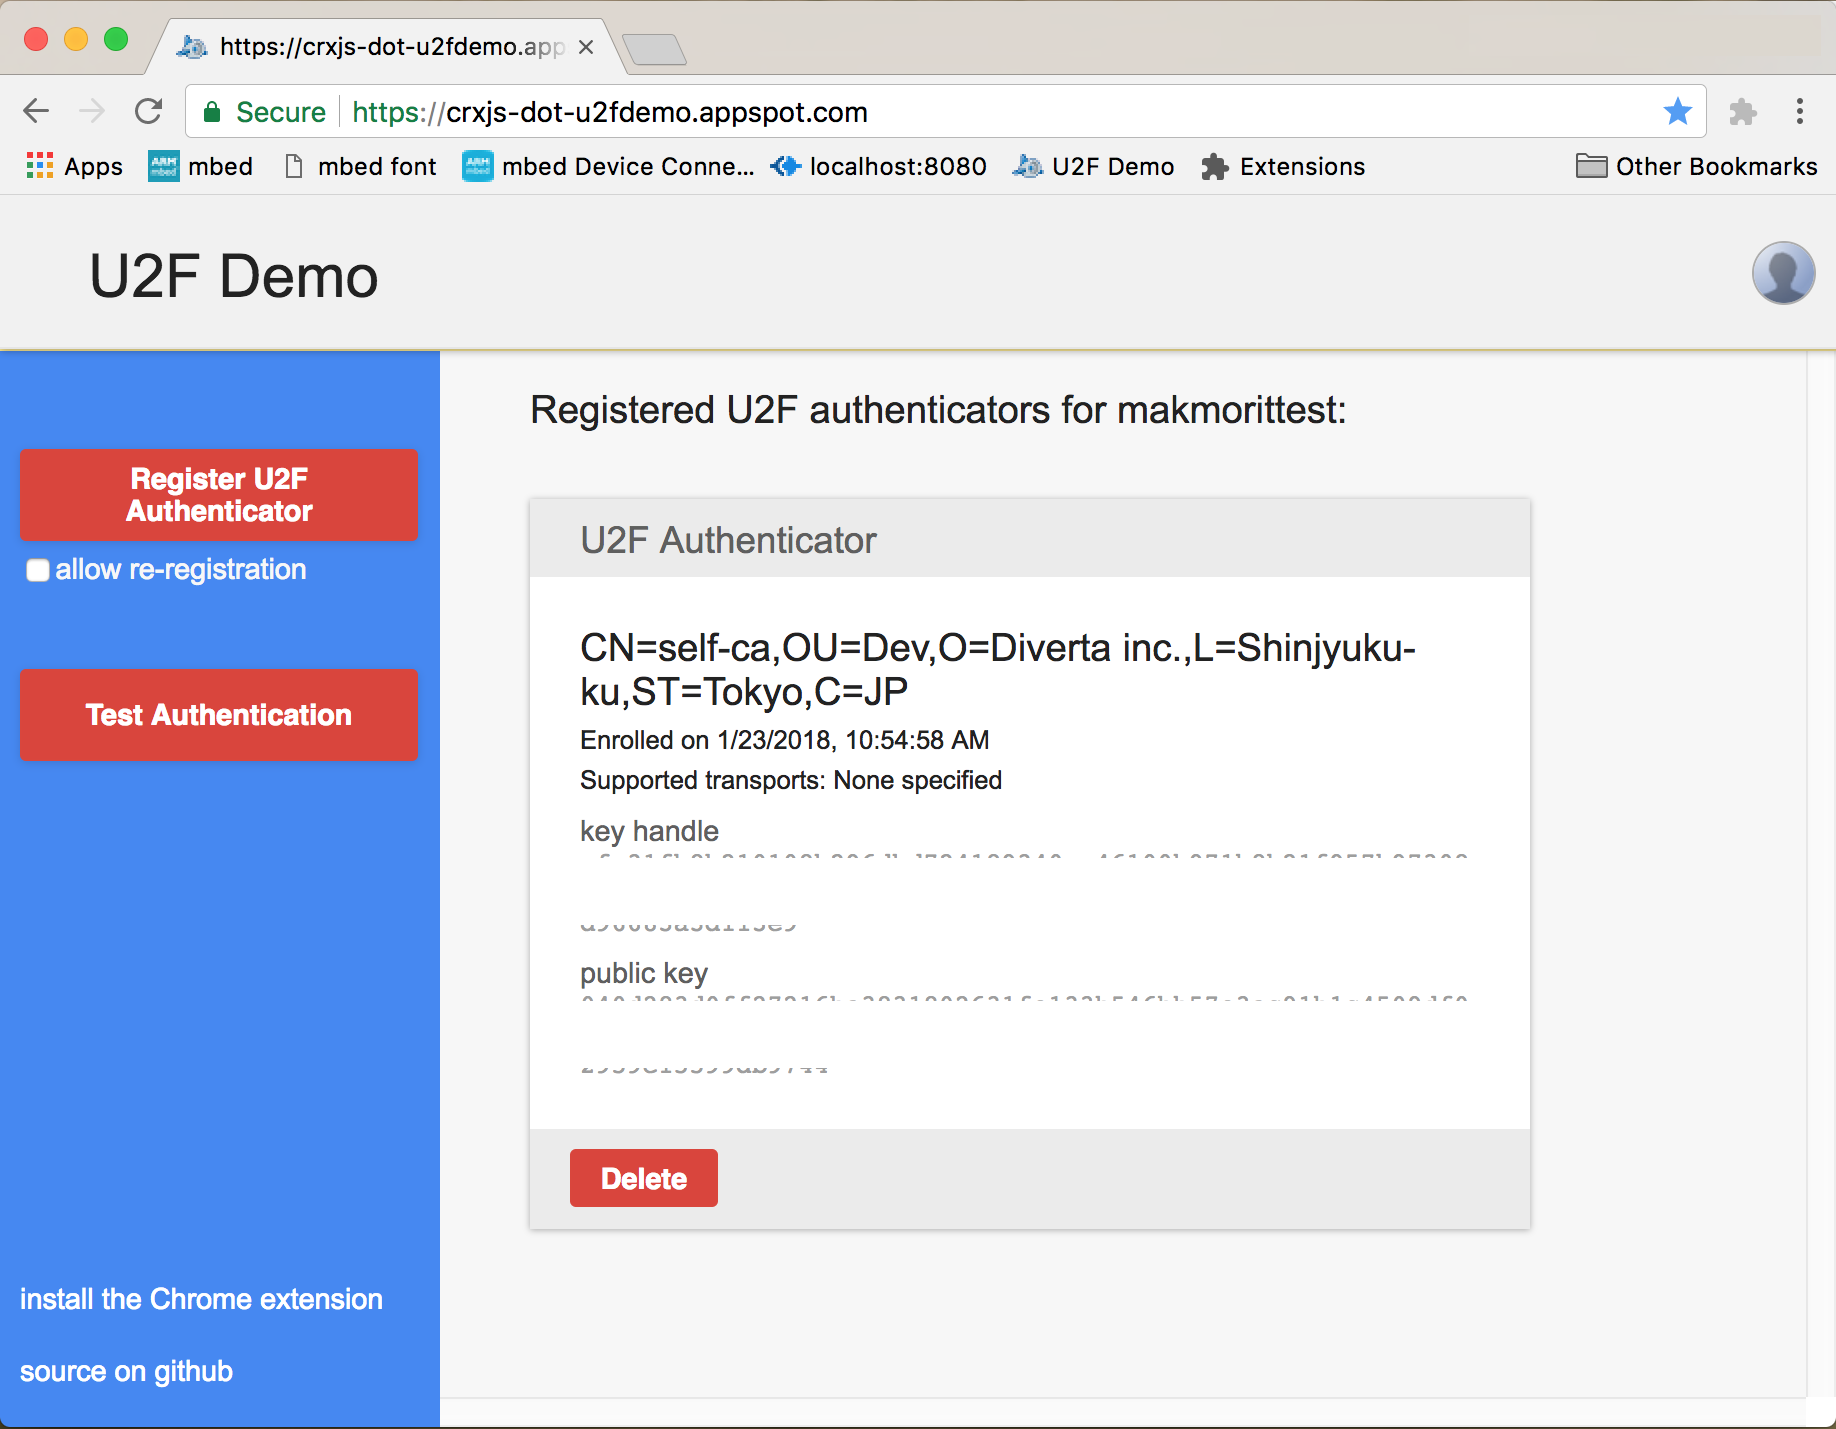 https://crxjs-dot-u2fdemo.app
Secure https://crxjs-dot-u2fdemo.appspot.com
Apps mbed mbed font mbed Device Conne... localhost:8080 U2F Demo Extensions Other Bookmarks
U2F Demo
Register U2F
Authenticator
allow re-registration
Test Authentication
install the Chrome extension
source on github
Registered U2F authenticators for makmorittest:
U2F Authenticator
CN=self-ca,OU=Dev,O=Diverta inc.,L=Shinjyuku-
ku,ST=Tokyo,C=JP
Enrolled on 1/23/2018, 10:54:58 AM
Supported transports: None specified
key handle
public key
Delete